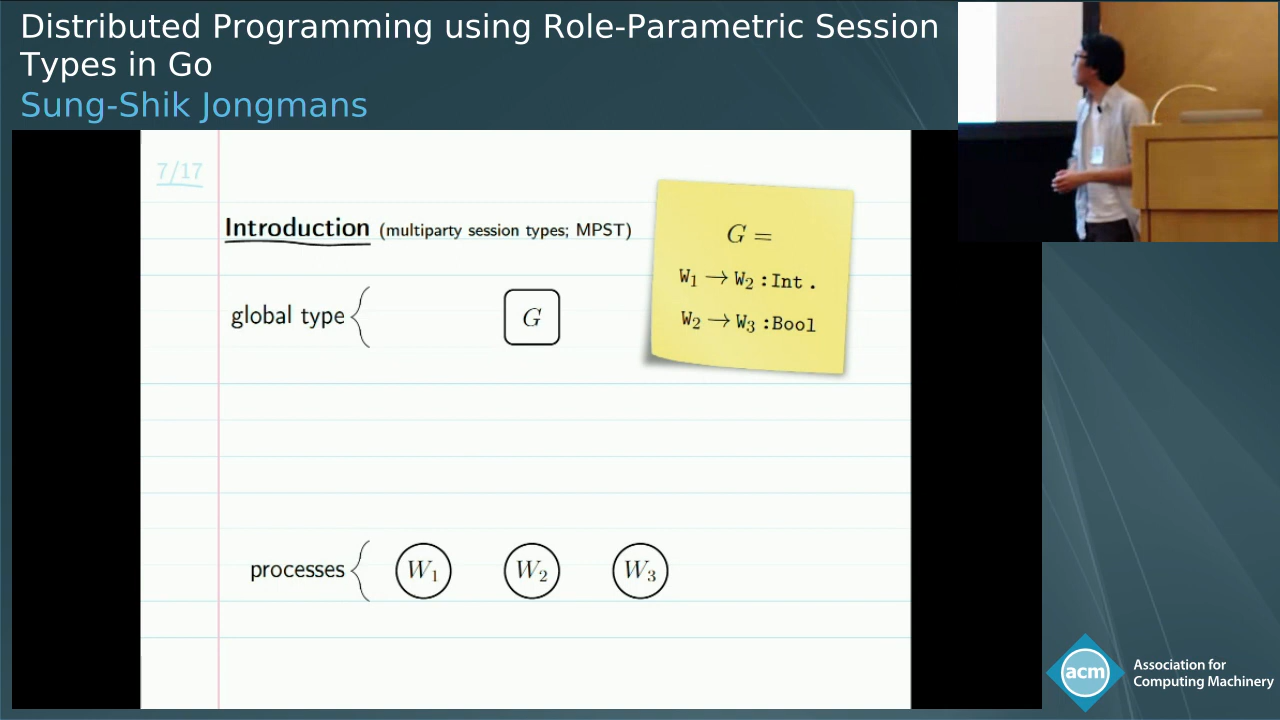 Distributed Programming using Role-Parametric Session
Types in Go
Sung-Shik Jongmans
7/17
Introduction (multiparty session types; MPST)
G =
W₁ → W₂ : Int .
W₂ → W₃ : Bool
global type { G
processes { W₁ W₂ W₃
acm Association for
Computing Machinery